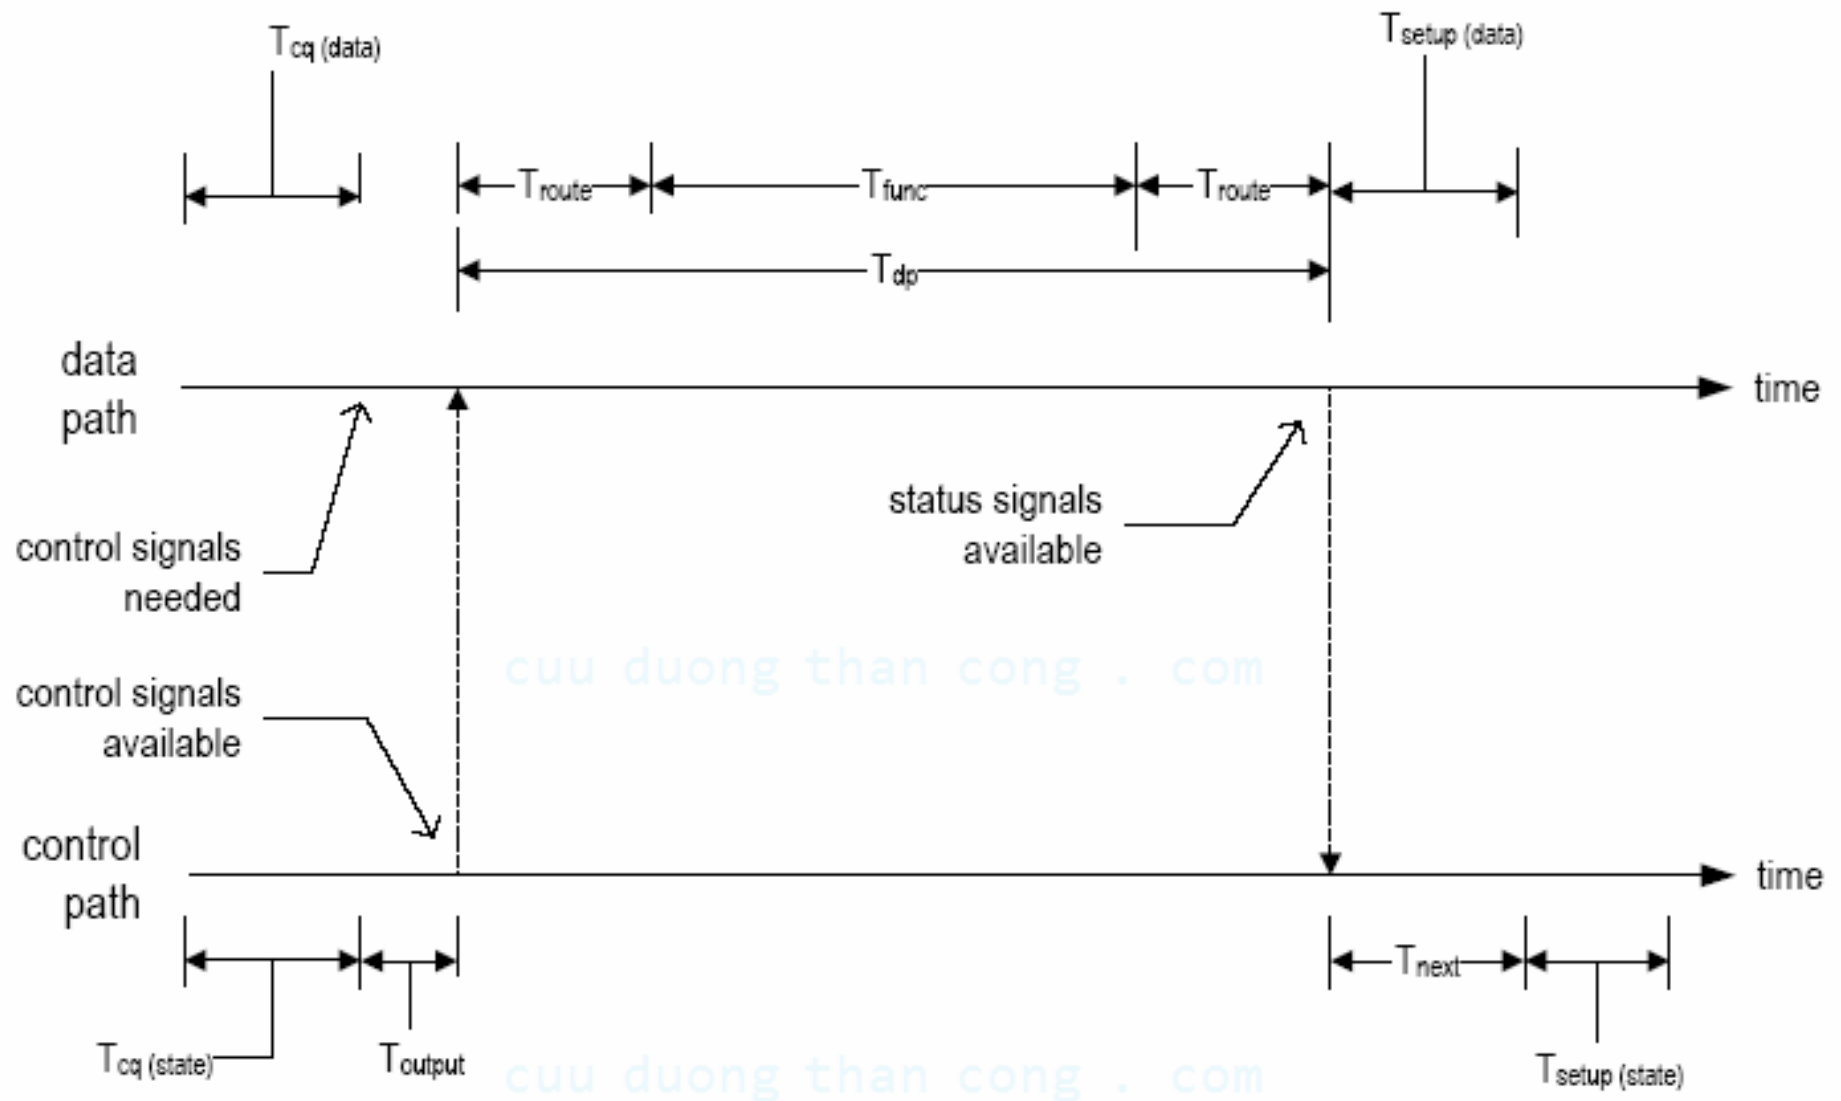 Tcq (data)
Tsetup (data)
Troute
Tfunc
Troute
Tdp
data
path
time
control signals
needed
status signals
available
cuu duong than cong . com
control signals
available
control
path
time
Tnext
Tcq (state)
Toutput
Tsetup (state)
cuu duong than cong . com